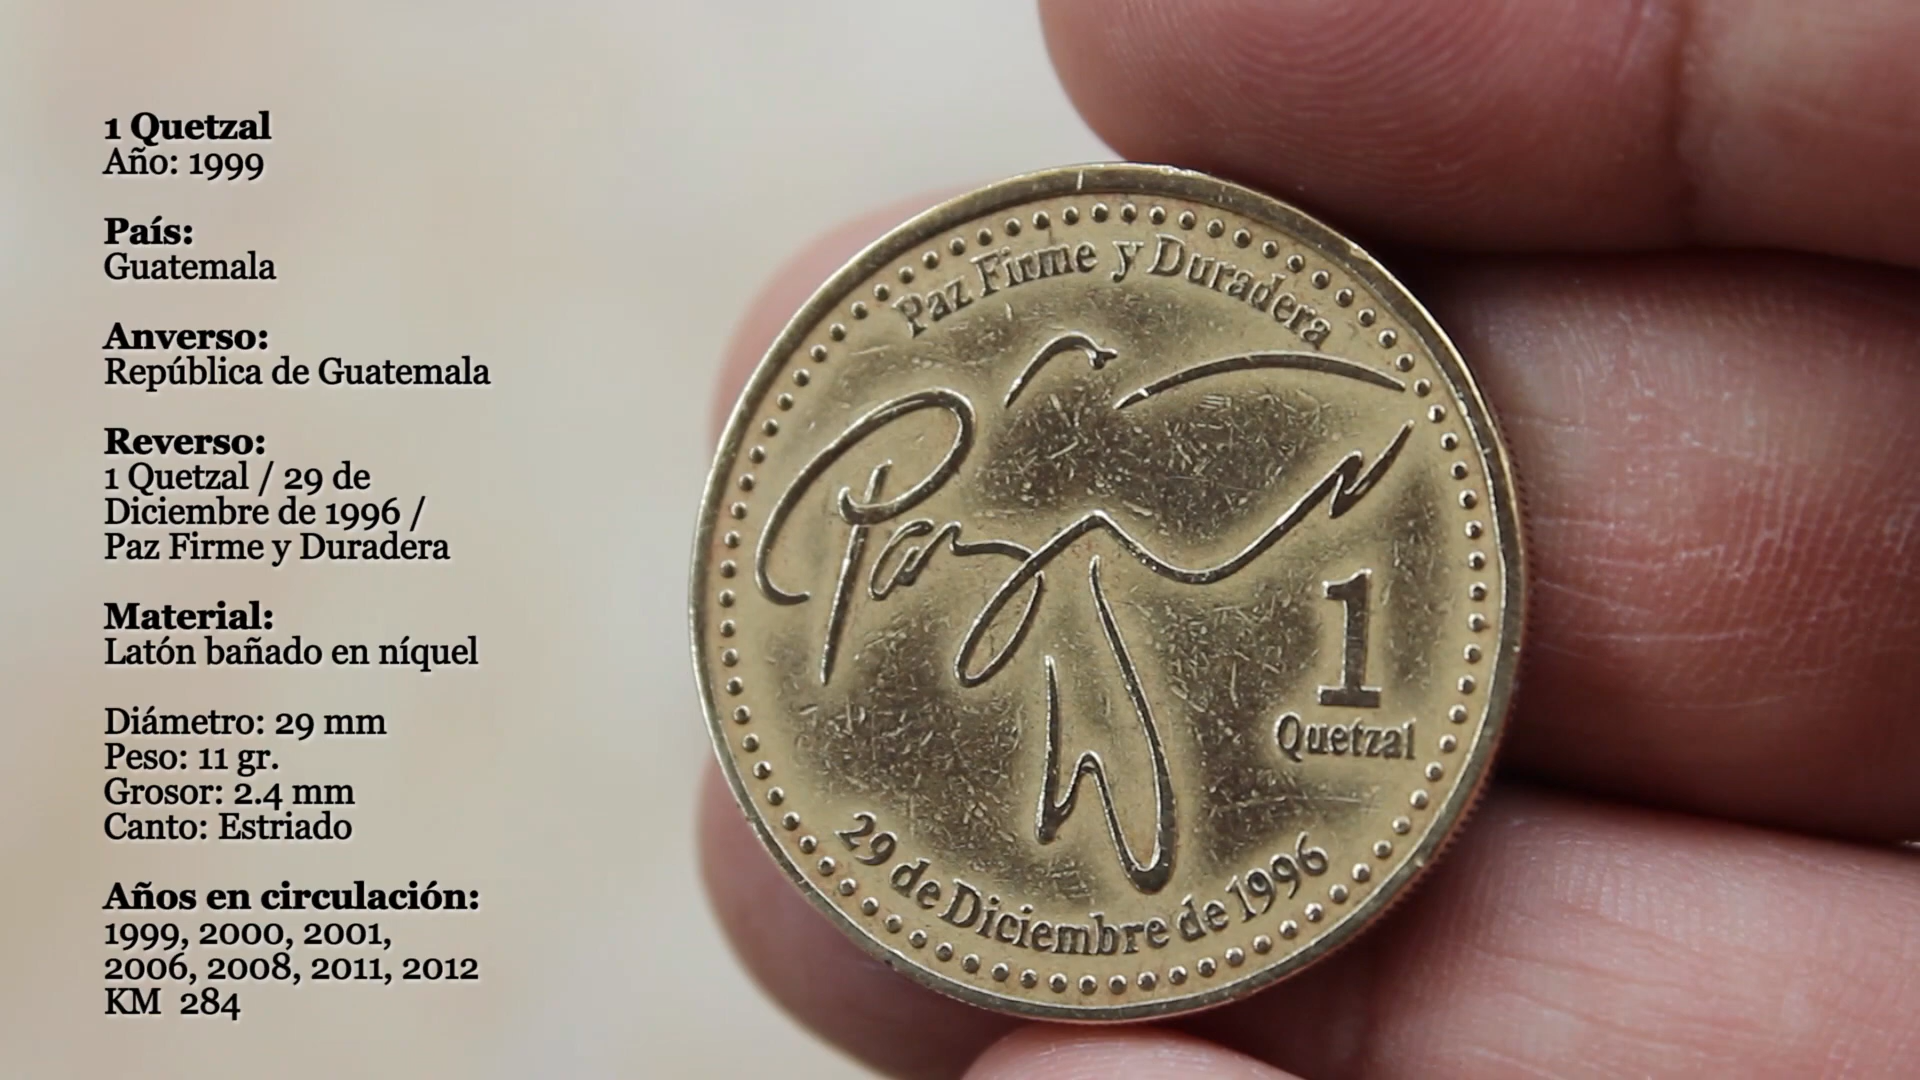 1 Quetzal
Año: 1999
País:
Guatemala
Anverso:
República de Guatemala
Reverso:
1 Quetzal / 29 de
Diciembre de 1996 /
Paz Firme y Duradera
Material:
Latón bañado en níquel
Diámetro: 29 mm
Peso: 11 gr.
Grosor: 2.4 mm
Canto: Estriado
Años en circulación:
1999, 2000, 2001,
2006, 2008, 2011, 2012
KM 284
Paz Firme y Duradera
Paz
1
Quetzal
29 de Diciembre de 1996